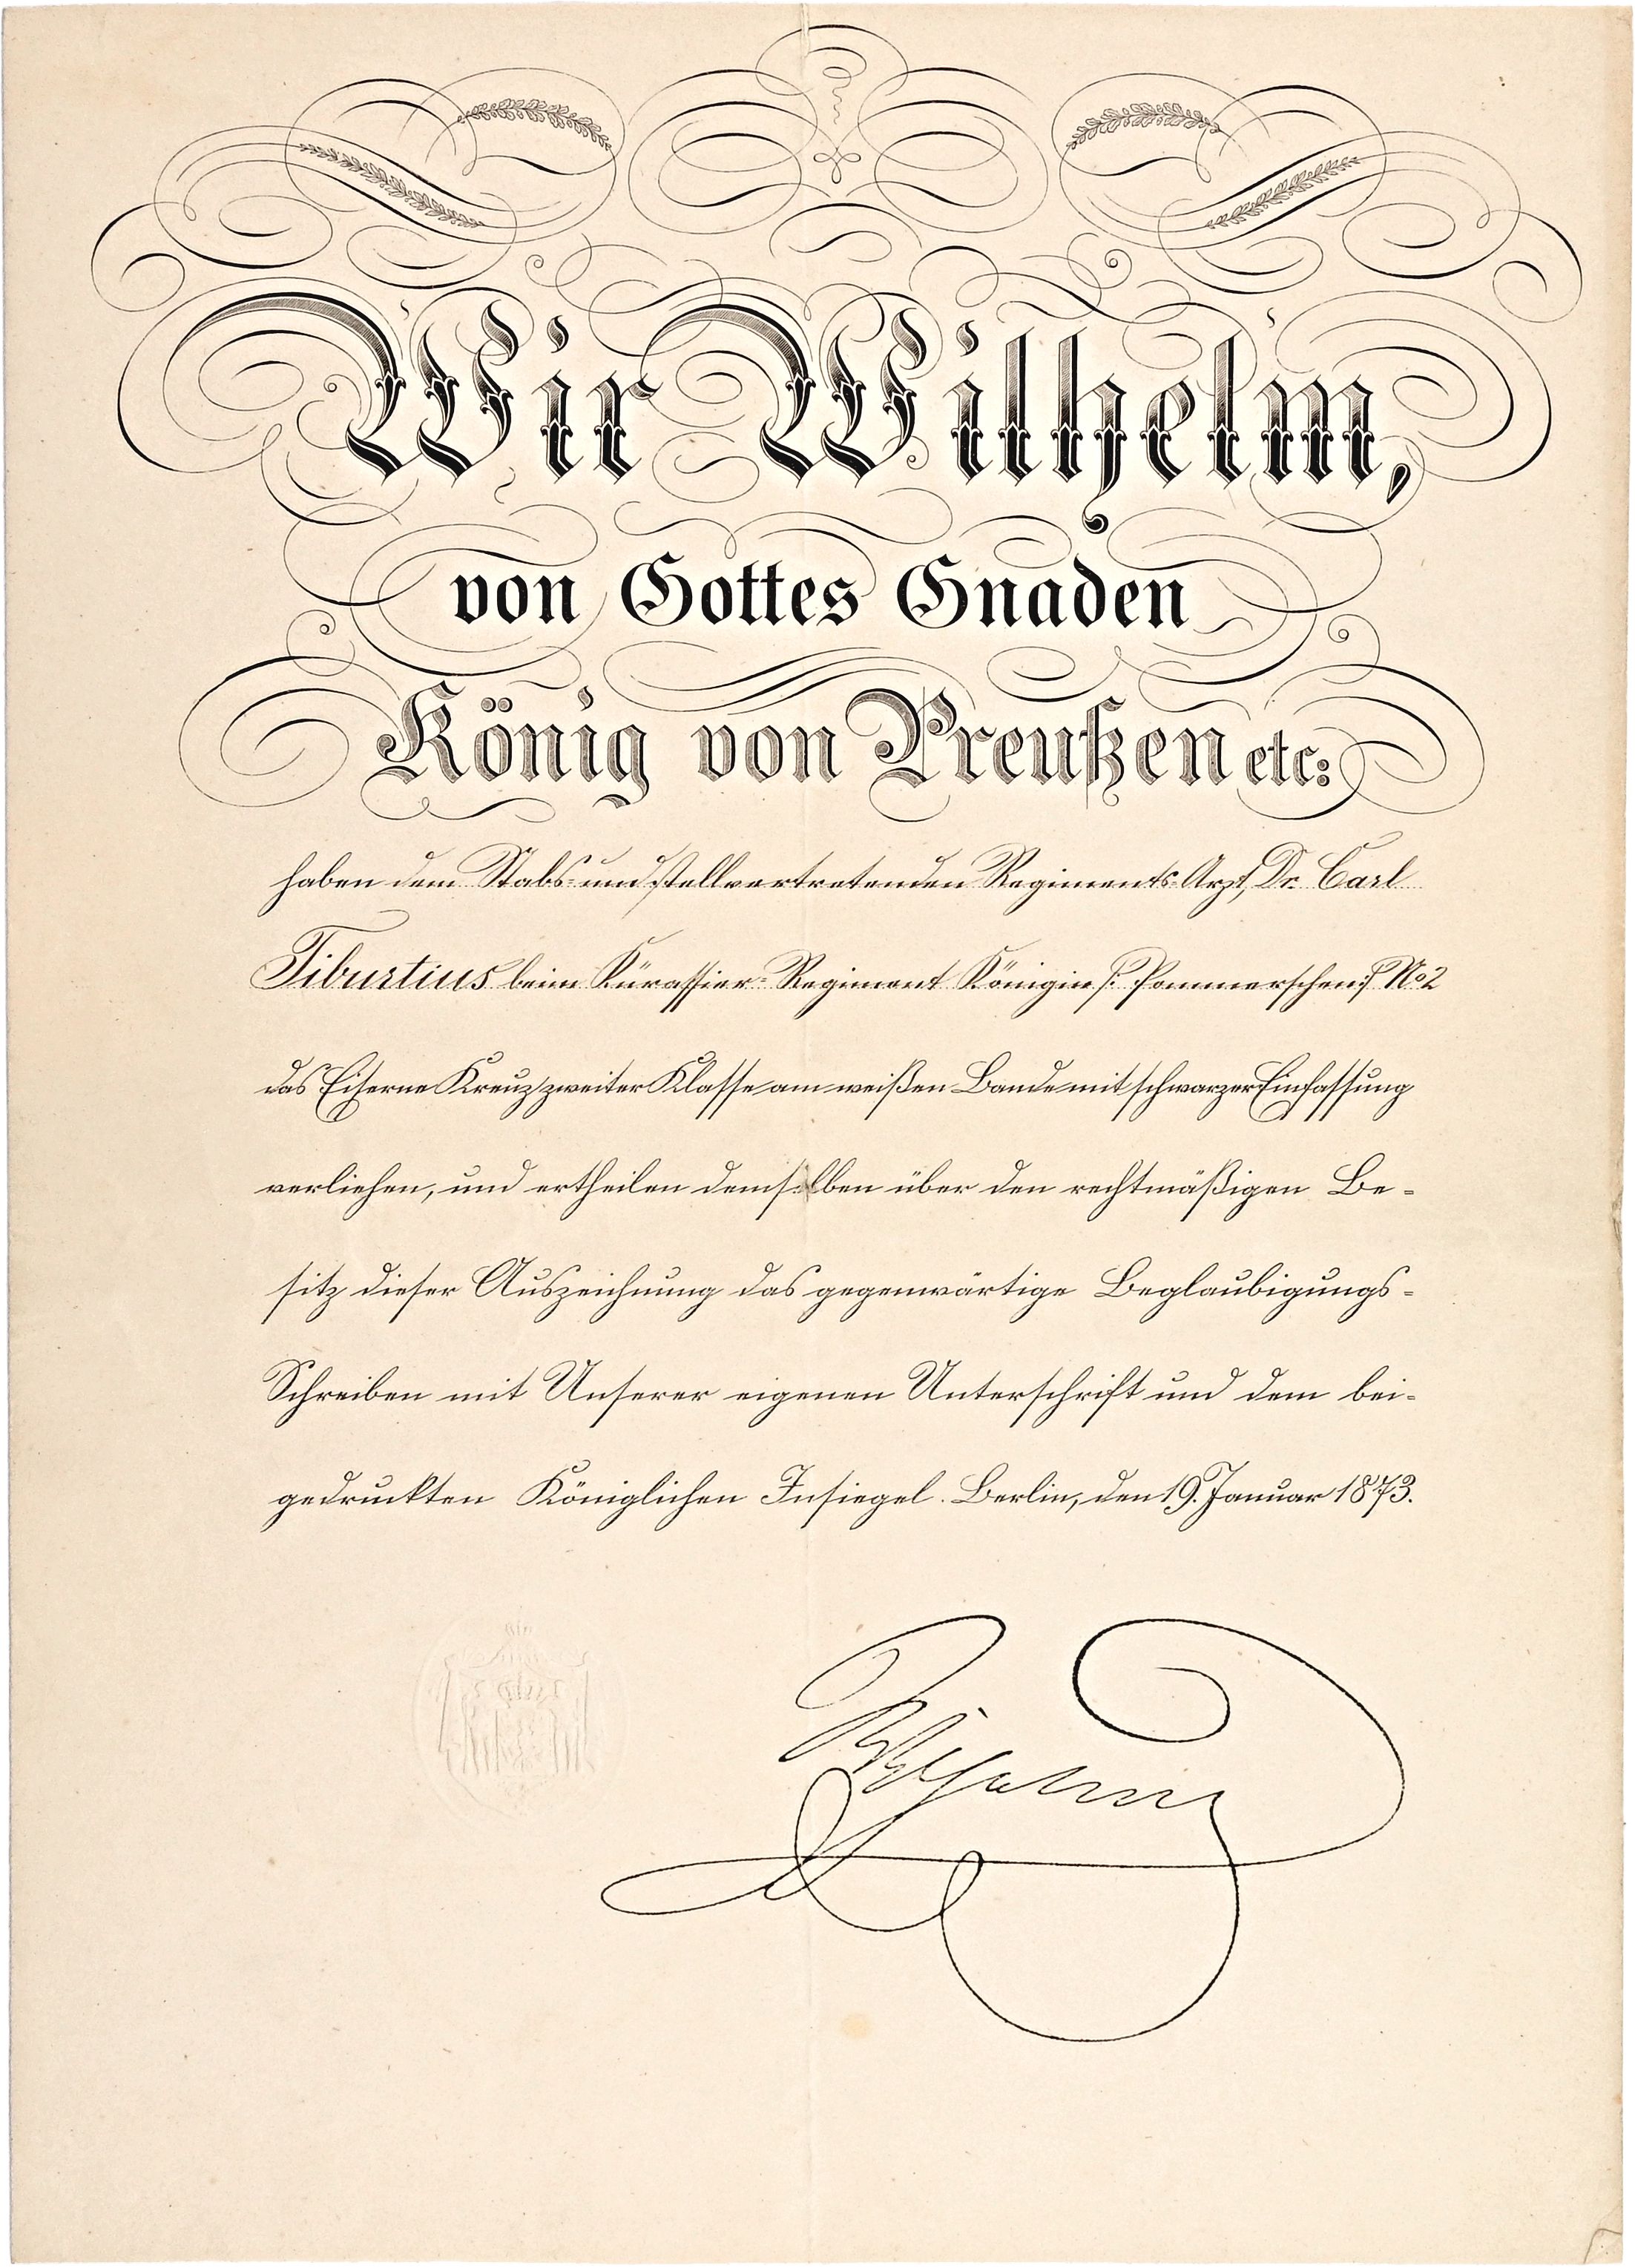 Wir Wilhelm,
von Gottes Gnaden
König von Preußen etc:
haben dem Stabs- und stellvertretenden Regiments-Arzt, Dr. Carl
Tiburtius beim Kürassier-Regiment Königin /: Pommerschen :/ No 2
das Eiserne Kreuz zweiter Klasse am weißen Bande mit schwarzer Einfassung
verliehen, und ertheilen demselben über den rechtmäßigen Be-
sitz dieser Auszeichnung das gegenwärtige Beglaubigungs-
Schreiben mit Unserer eigenen Unterschrift und dem bei-
gedruckten Königlichen Insiegel. Berlin, den 19. Januar 1873.
Wilhelm